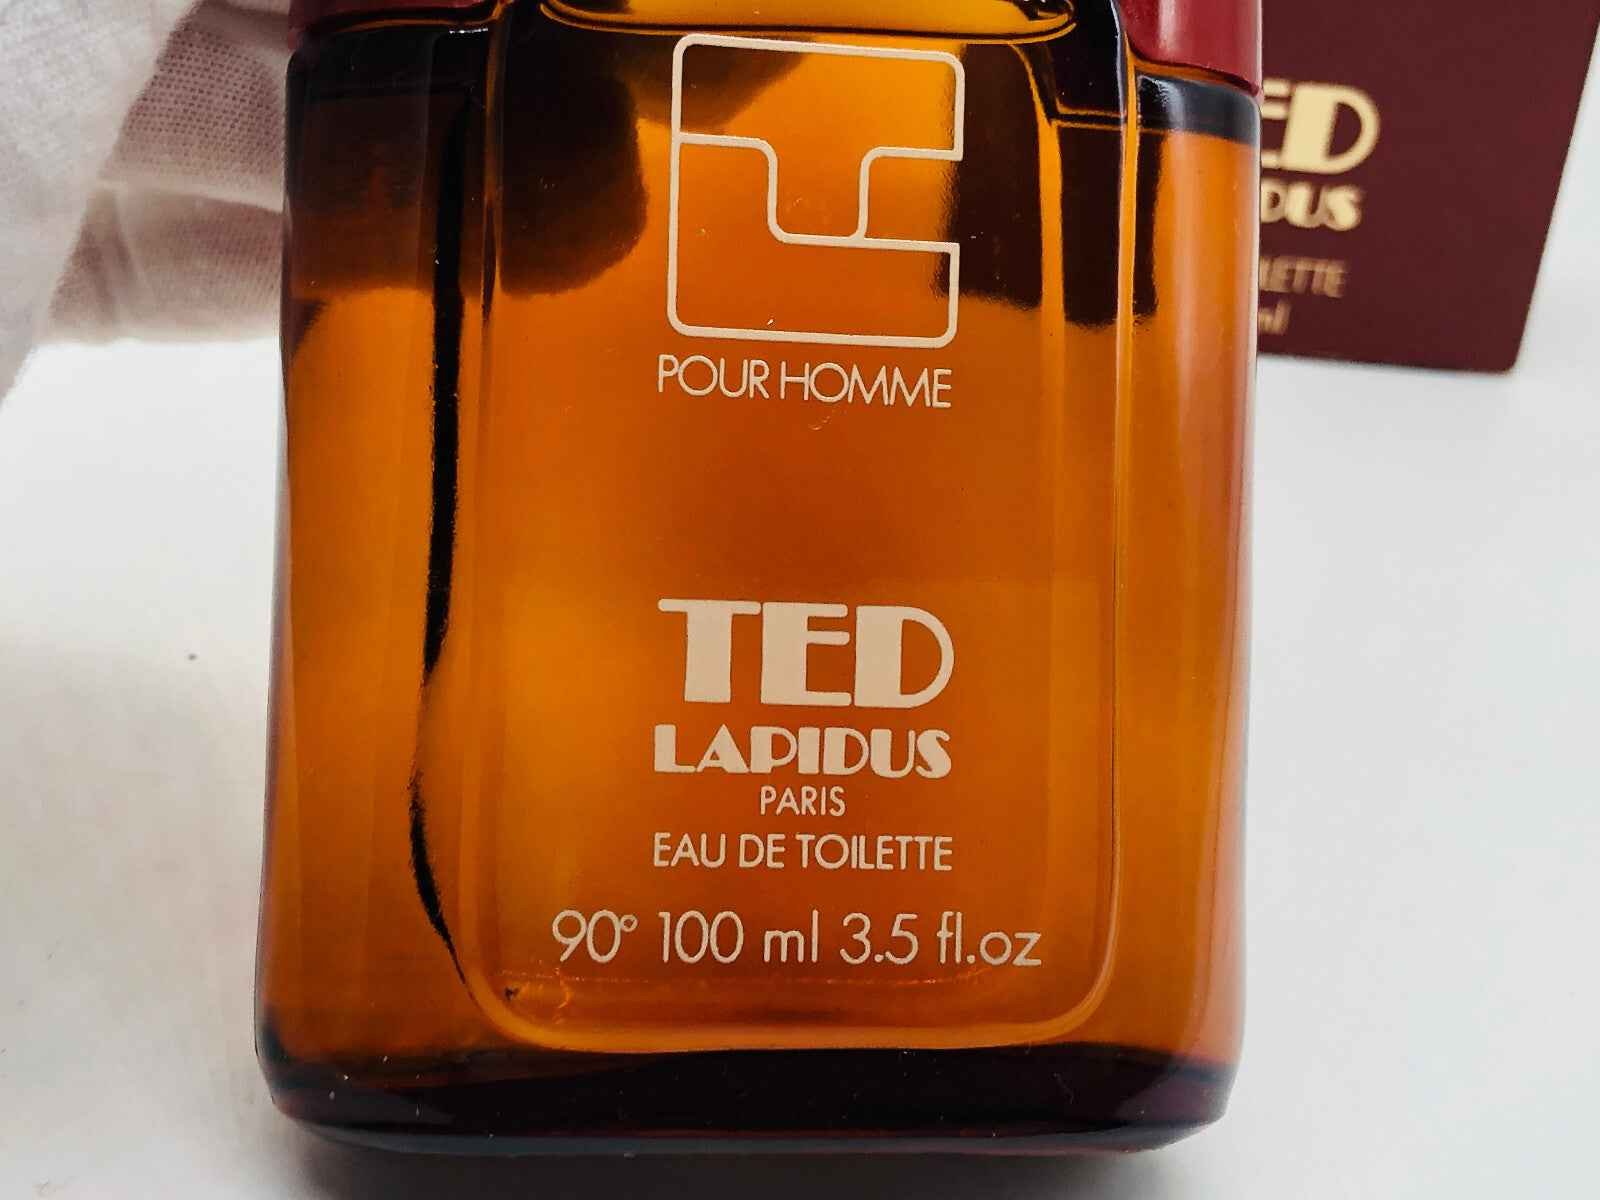 POUR HOMME
TED
LAPIDUS
PARIS
EAU DE TOILETTE
90° 100 ml 3.5 fl.oz